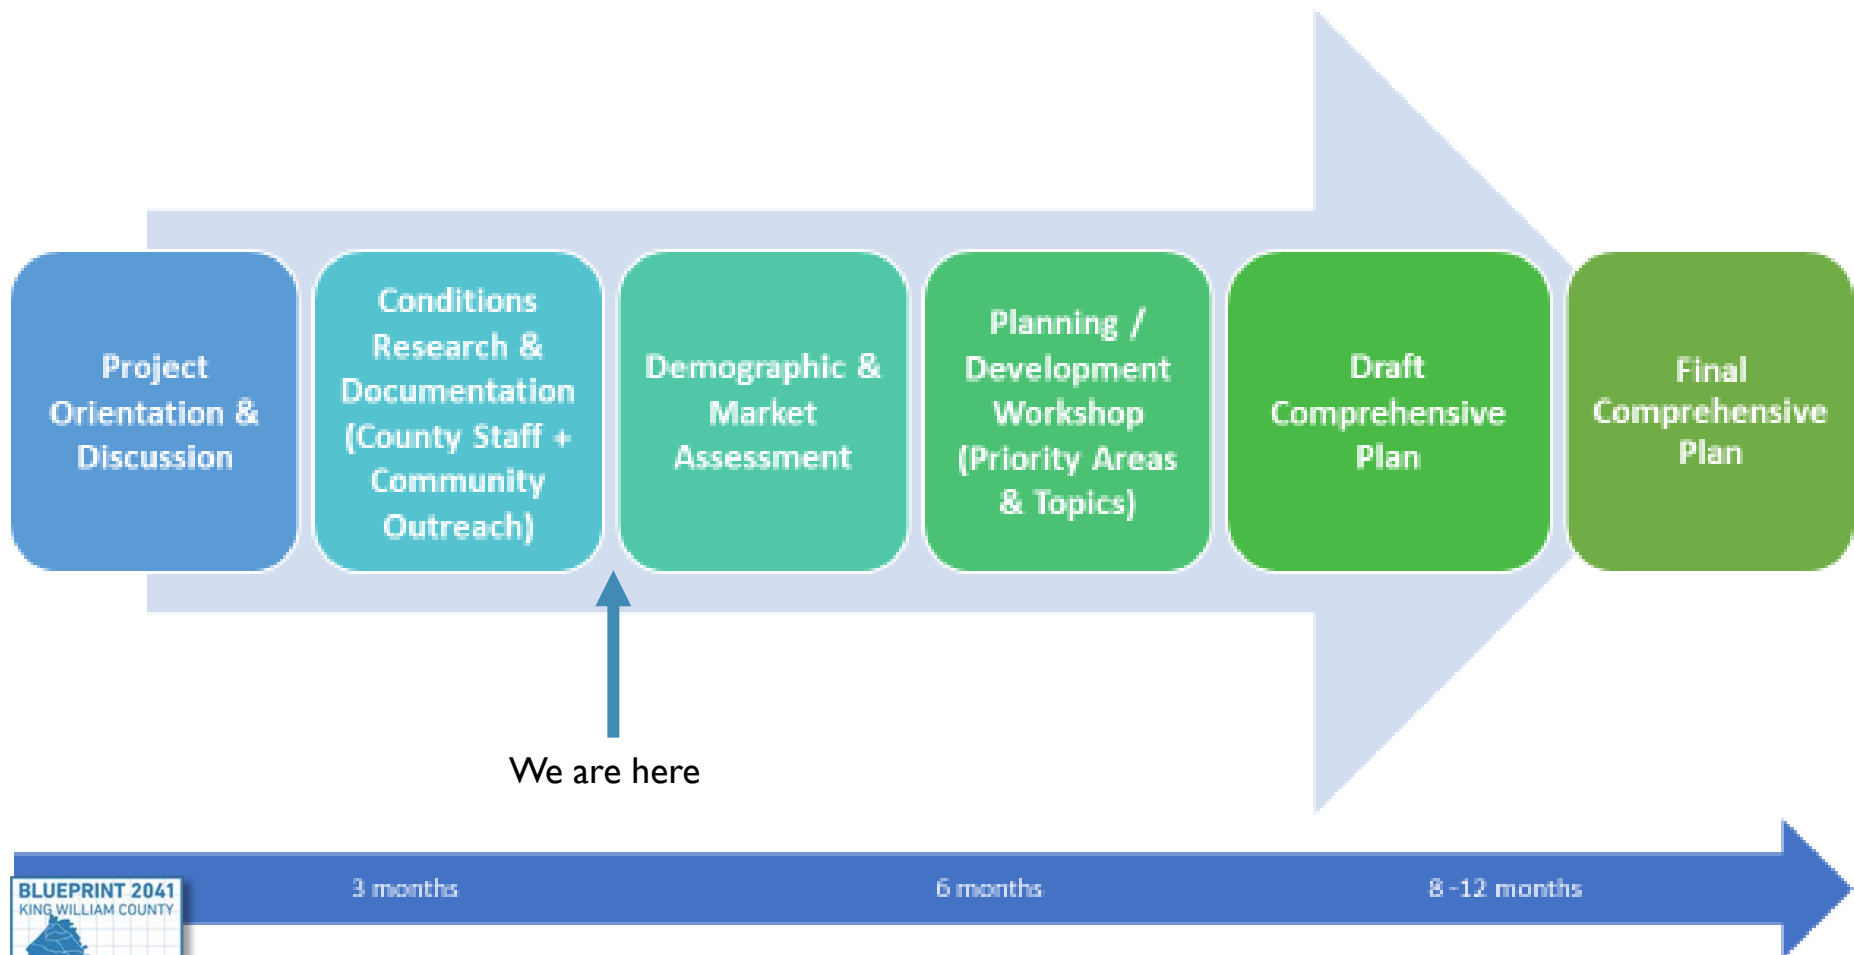 Project
Orientation &
Discussion
Conditions
Research &
Documentation
(County Staff +
Community
Outreach)
Demographic &
Market
Assessment
Planning /
Development
Workshop
(Priority Areas
& Topics)
Draft
Comprehensive
Plan
Final
Comprehensive
Plan
We are here
3 months
6 months
8 -12 months
BLUEPRINT 2041
KING WILLIAM COUNTY